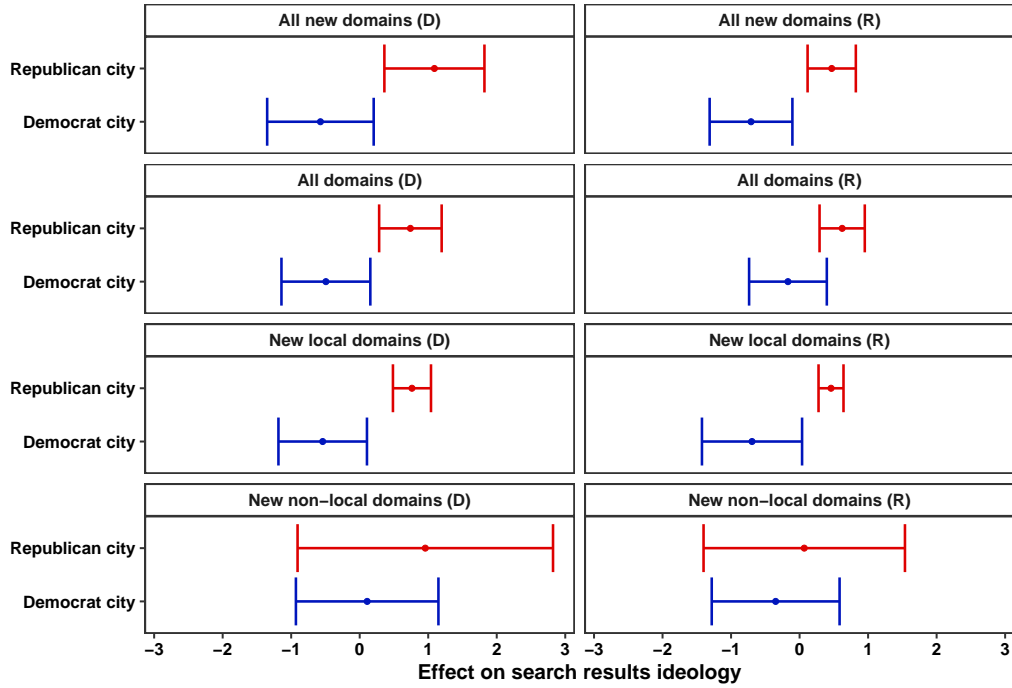 All new domains (D)
All new domains (R)
Republican city
Democrat city
All domains (D)
All domains (R)
Republican city
Democrat city
New local domains (D)
New local domains (R)
Republican city
Democrat city
New non−local domains (D)
New non−local domains (R)
Republican city
Democrat city
−3 −2 −1 0 1 2 3
−3 −2 −1 0 1 2 3
Effect on search results ideology